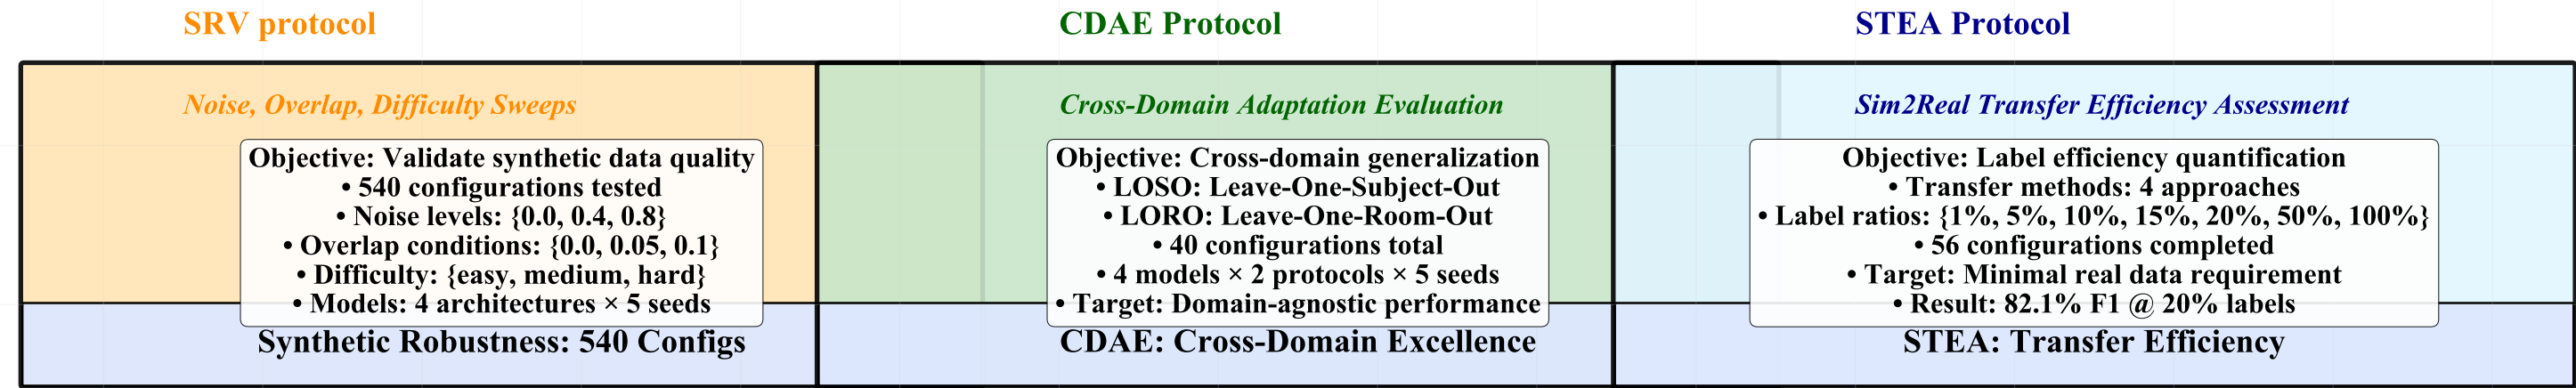 SRV protocol
Noise, Overlap, Difficulty Sweeps
Objective: Validate synthetic data quality
• 540 configurations tested
• Noise levels: {0.0, 0.4, 0.8}
• Overlap conditions: {0.0, 0.05, 0.1}
• Difficulty: {easy, medium, hard}
• Models: 4 architectures × 5 seeds
Synthetic Robustness: 540 Configs
CDAE Protocol
Cross-Domain Adaptation Evaluation
Objective: Cross-domain generalization
• LOSO: Leave-One-Subject-Out
• LORO: Leave-One-Room-Out
• 40 configurations total
• 4 models × 2 protocols × 5 seeds
• Target: Domain-agnostic performance
CDAE: Cross-Domain Excellence
STEA Protocol
Sim2Real Transfer Efficiency Assessment
Objective: Label efficiency quantification
• Transfer methods: 4 approaches
• Label ratios: {1%, 5%, 10%, 15%, 20%, 50%, 100%}
• 56 configurations completed
• Target: Minimal real data requirement
• Result: 82.1% F1 @ 20% labels
STEA: Transfer Efficiency